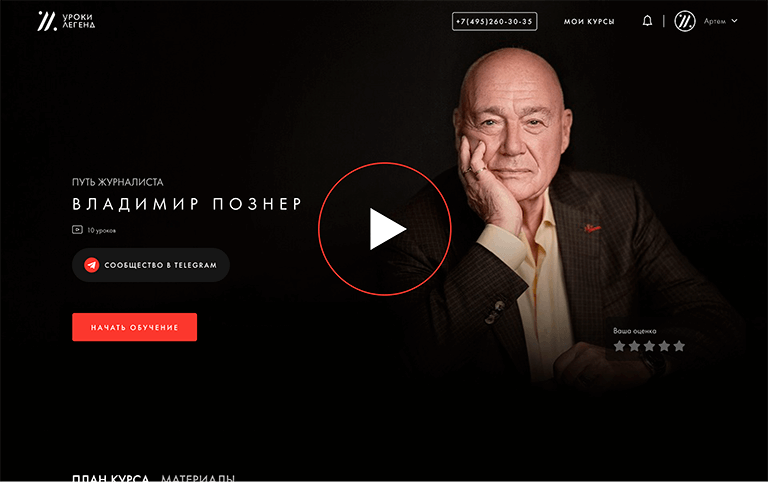 УРОКИ
ЛЕГЕНД
+7(495)260-30-35
МОИ КУРСЫ
Артем
ПУТЬ ЖУРНАЛИСТА
ВЛАДИМИР ПОЗНЕР
10 уроков
СООБЩЕСТВО В TELEGRAM
НАЧАТЬ ОБУЧЕНИЕ
Ваша оценка
ПЛАН КУРСА МАТЕРИАЛЫ